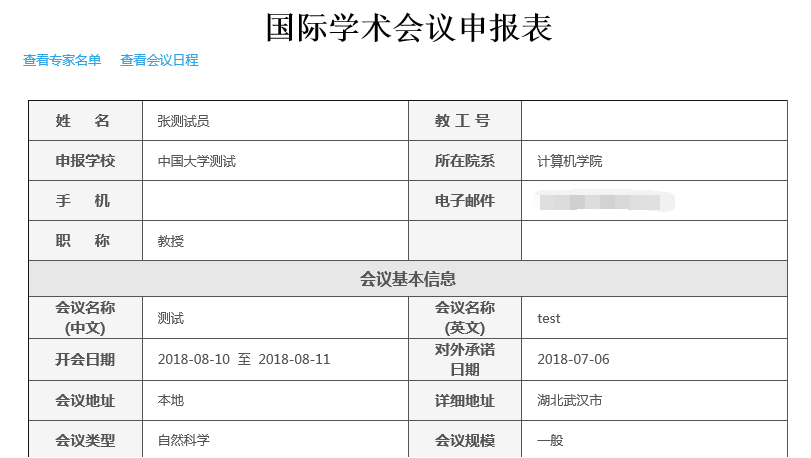 国际学术会议申报表
查看专家名单 查看会议日程
姓 名 张测试员 教 工 号
申报学校 中国大学测试 所在院系 计算机学院
手 机 电子邮件
职 称 教授
会议基本信息
会议名称(中文) 测试 会议名称(英文) test
开会日期 2018-08-10 至 2018-08-11 对外承诺日期 2018-07-06
会议地址 本地 详细地址 湖北武汉市
会议类型 自然科学 会议规模 一般